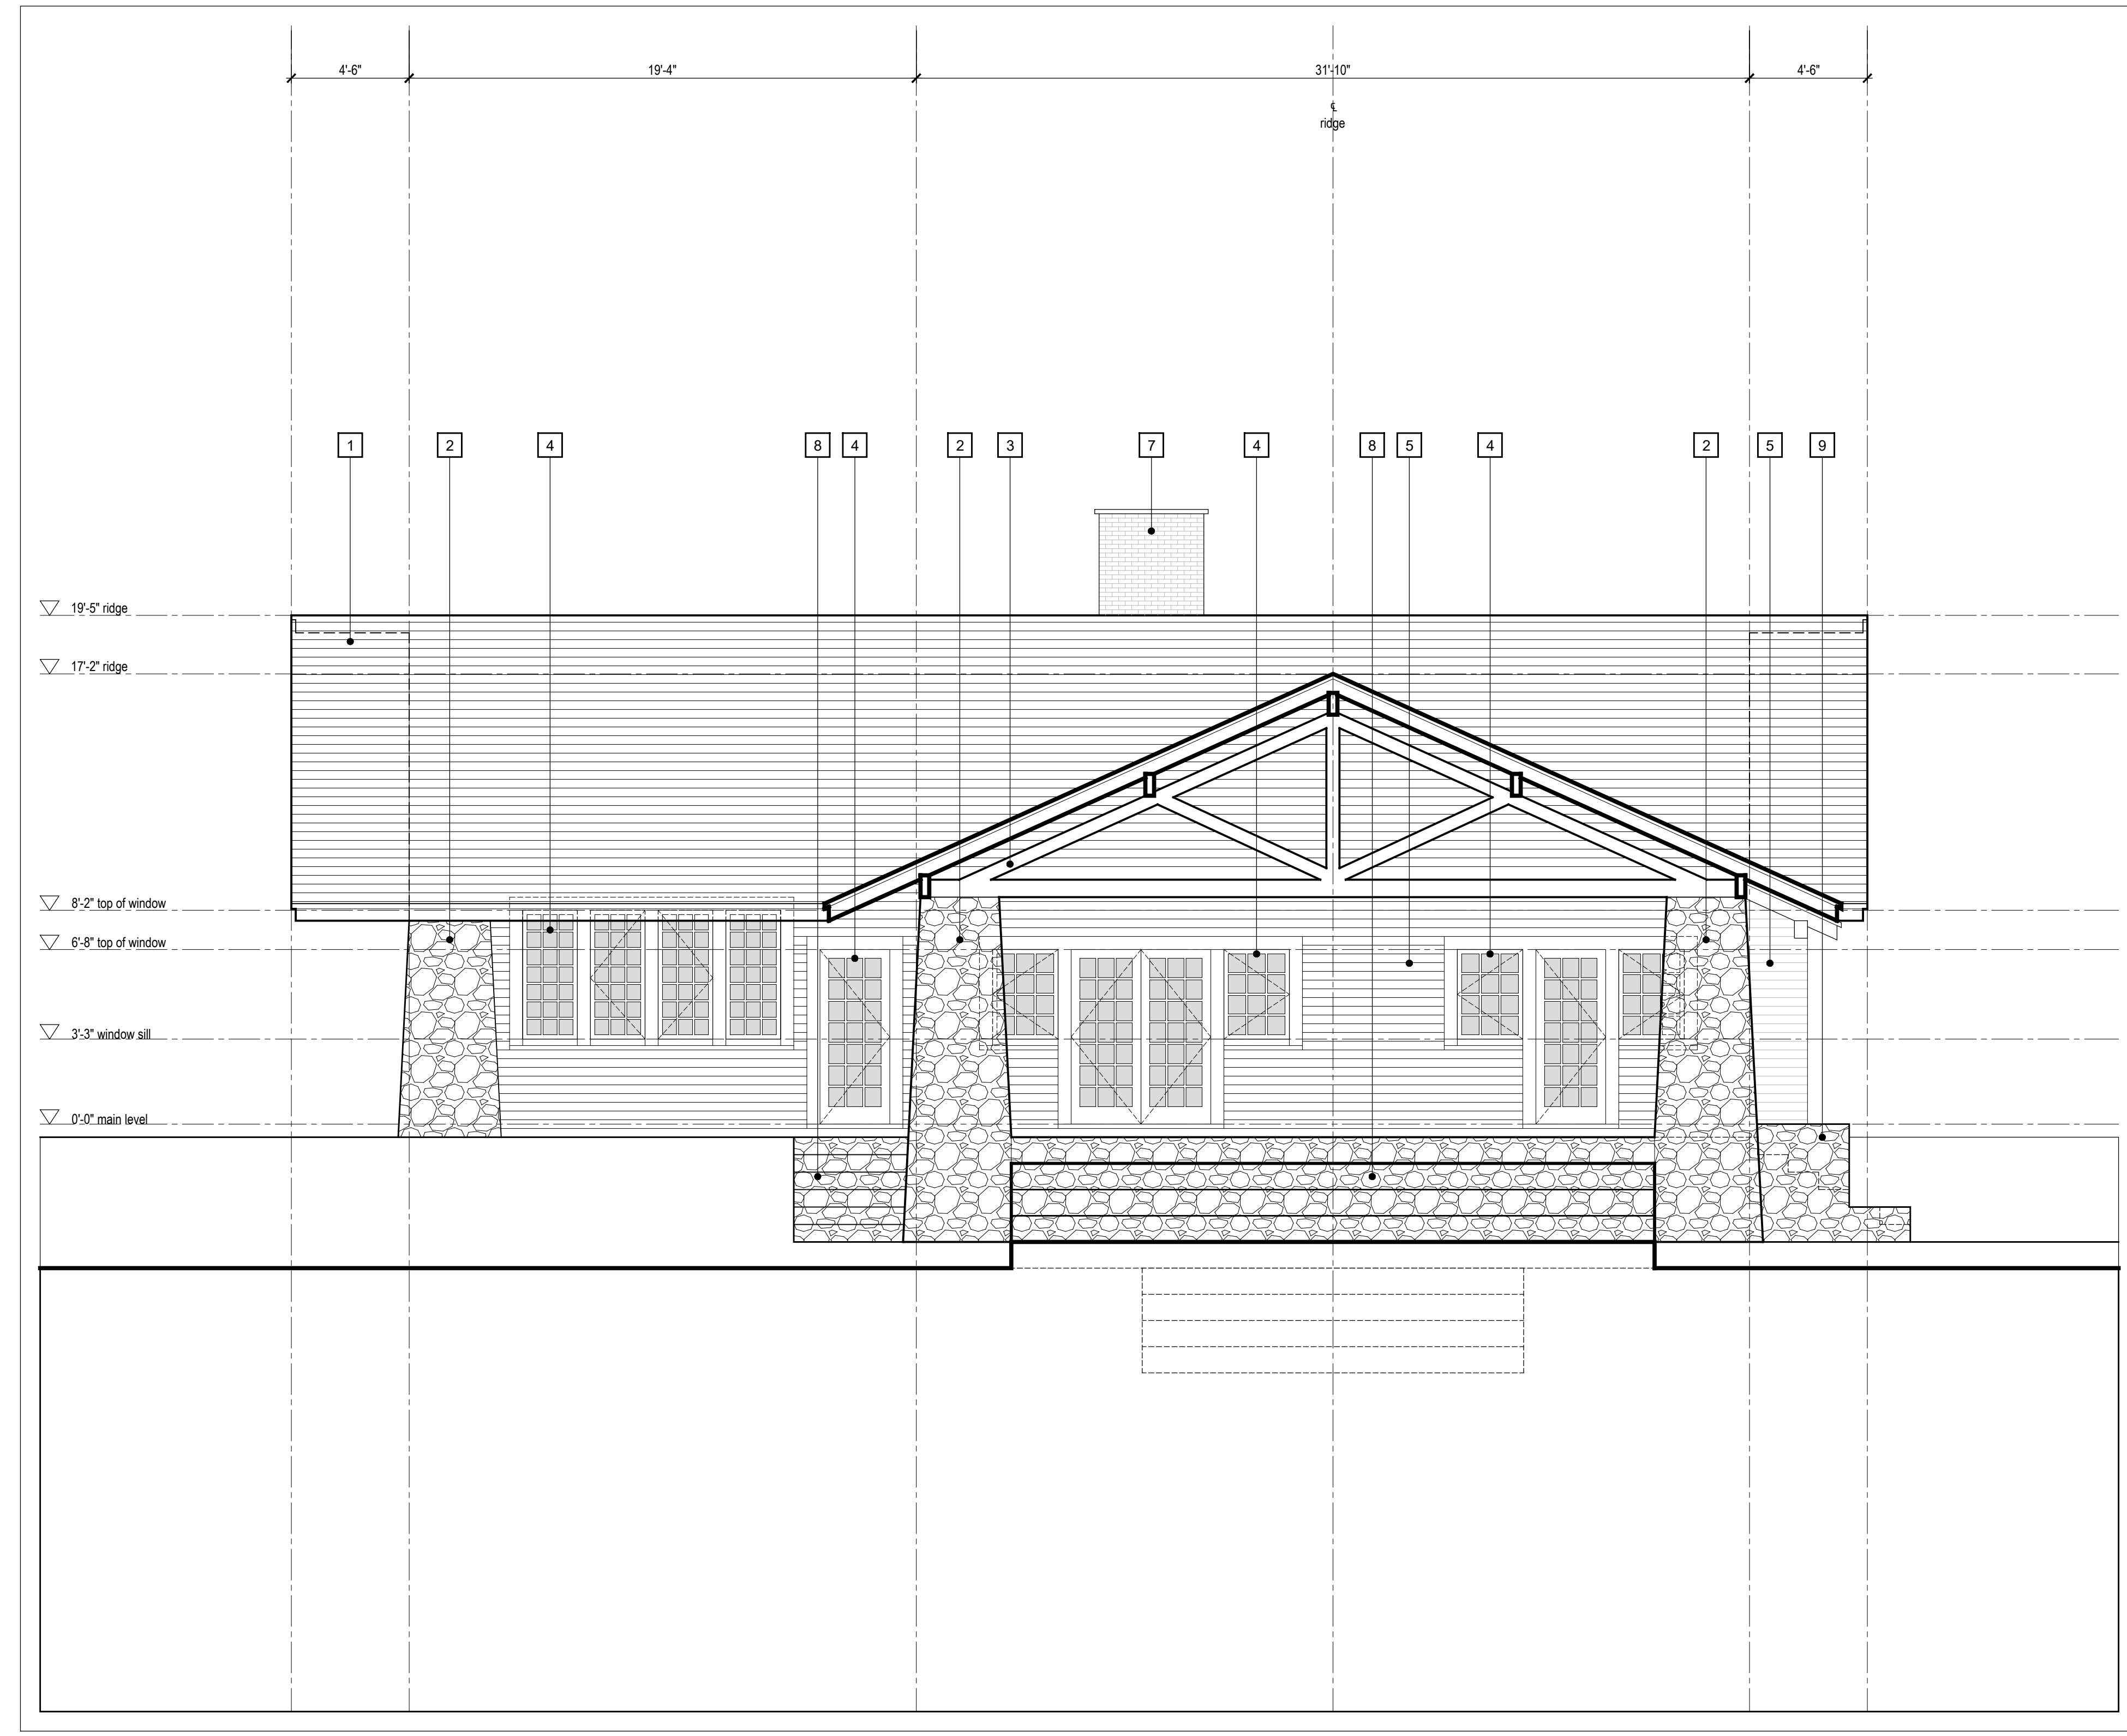 4'-6" 19'-4" 31'-10" 4'-6"
℄
ridge
1 2 4 8 4 2 3 7 4 8 5 4 2 5 9
19'-5" ridge
17'-2" ridge
8'-2" top of window
6'-8" top of window
3'-3" window sill
0'-0" main level